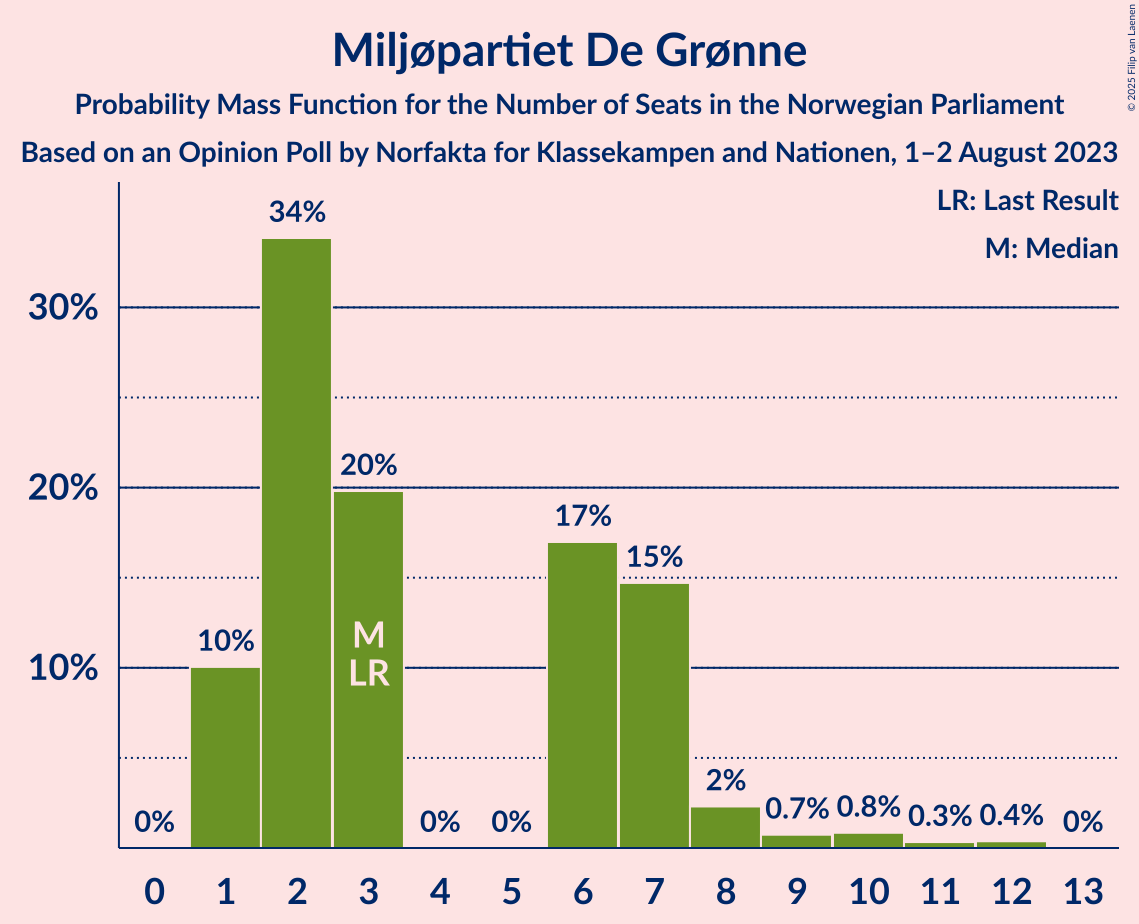 Miljøpartiet De Grønne
Probability Mass Function for the Number of Seats in the Norwegian Parliament
Based on an Opinion Poll by Norfakta for Klassekampen and Nationen, 1–2 August 2023
© 2025 Filip van Laenen
LR: Last Result
M: Median
30%
20%
10%
0%
10%
34%
20%
0%
0%
17%
15%
2%
0.7%
0.8%
0.3%
0.4%
0%
M
LR
0 1 2 3 4 5 6 7 8 9 10 11 12 13